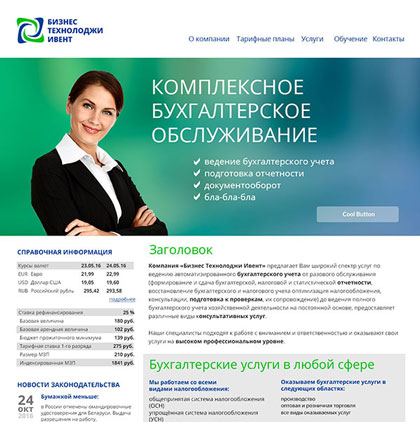 БИЗНЕС
ТЕХНОЛОДЖИ
ИВЕНТ
О компании Тарифные планы Услуги Обучение Контакты
КОМПЛЕКСНОЕ
БУХГАЛТЕРСКОЕ
ОБСЛУЖИВАНИЕ
✓ ведение бухгалтерского учета
✓ подготовка отчетности
✓ документооборот
✓ бла-бла-бла
Cool Button
СПРАВОЧНАЯ ИНФОРМАЦИЯ
Курсы валют 23.05.16 24.05.16
EUR Евро 21,99 22,99
USD Доллар США 19,05 19,60
RUB Российский рубль 295,42 293,58
подробнее
Ставка рефинансирования 25 %
Базовая величина 180 руб.
Базовая арендная величина 102 руб.
Бюджет прожиточного минимума 139 руб.
Тарифная ставка 1-го разряда 275 руб.
Размер МЗП 210 руб.
Индексированная МЗП 1841 руб.
НОВОСТИ ЗАКОНОДАТЕЛЬСТВА
24
ОКТ
2016
Бумажкой меньше:
в России отменены командировочные
удостоверения для Беларуси. Выдача
разрешения на работу.
Заголовок
Компания «Бизнес Технолоджи Ивент» предлагает Вам широкий спектр услуг по
ведению автоматизированного бухгалтерского учета от разового обслуживания
(формирование и сдача бухгалтерской, налоговой и статистической отчетности,
восстановление бухгалтерского и налогового учета оптимизация налогообложения,
консультации, подготовка к проверкам, их сопровождение) до ведения полного
бухгалтерского учета хозяйственной деятельности на постоянной основе, предлагает
различные виды консультативных услуг.
Наши специалисты подходят к работе с вниманием и ответственностью и оказывают свои
услуги на высоком профессиональном уровне.
Бухгалтерские услуги в любой сфере
Мы работаем со всеми
видами налогообложения:
общепринятая система налогообложения
(ОСН)
упрощённая система налогообложения
(УСН)
Оказываем бухгалтерские услуги в
следующих областях:
производство
оптовая и розничная торговля
все виды оказываемых услуг